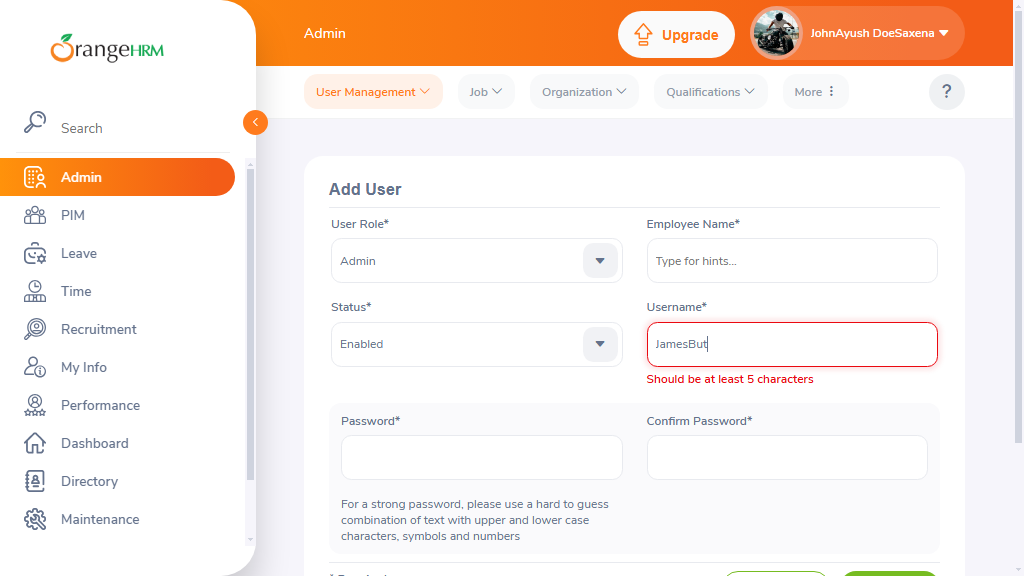 OrangeHRM
Admin
Upgrade
JohnAyush DoeSaxena
User Management
Job
Organization
Qualifications
More
?
Search
Admin
PIM
Leave
Time
Recruitment
My Info
Performance
Dashboard
Directory
Maintenance
Add User
User Role*
Employee Name*
Admin
Type for hints...
Status*
Username*
Enabled
JamesBut
Should be at least 5 characters
Password*
Confirm Password*
For a strong password, please use a hard to guess
combination of text with upper and lower case
characters, symbols and numbers